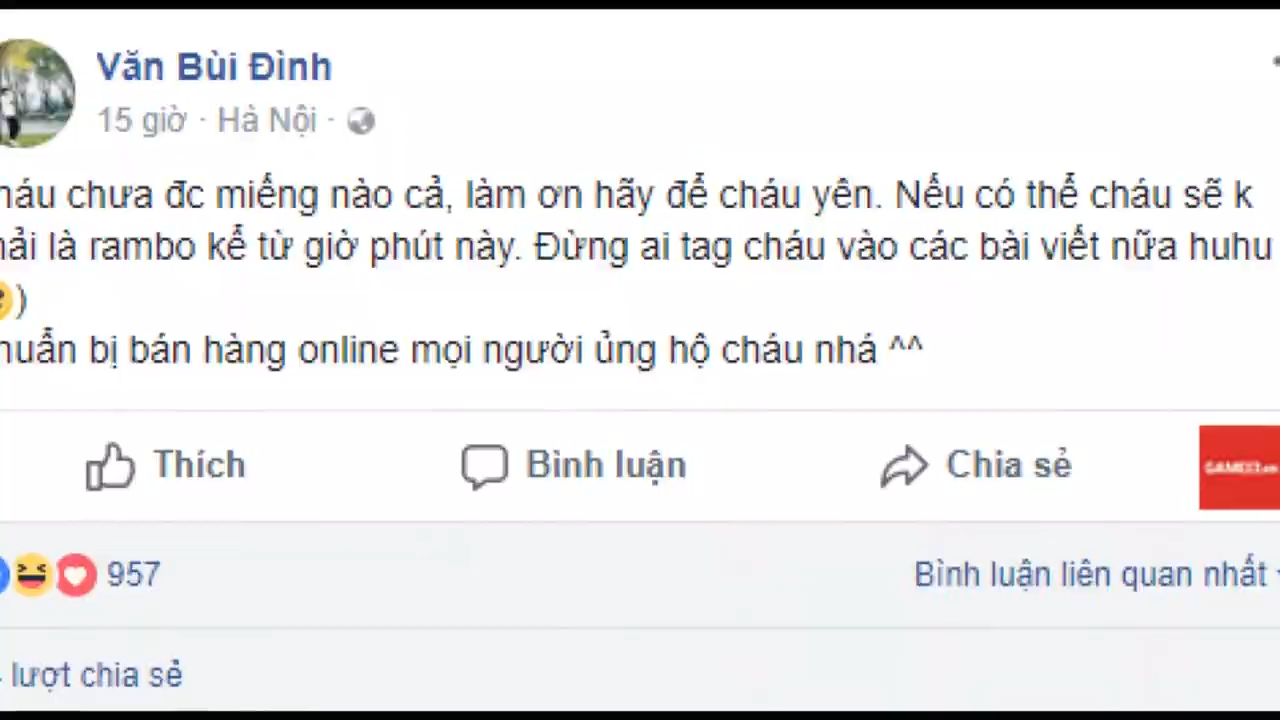 Văn Bùi Đình
15 giờ · Hà Nội ·
háu chưa đc miếng nào cả, làm ơn hãy để cháu yên. Nếu có thể cháu sẽ k
hải là rambo kể từ giờ phút này. Đừng ai tag cháu vào các bài viết nữa huhu
)
huẩn bị bán hàng online mọi người ủng hộ cháu nhá ^^
Thích
Bình luận
Chia sẻ
957
Bình luận liên quan nhất
lượt chia sẻ